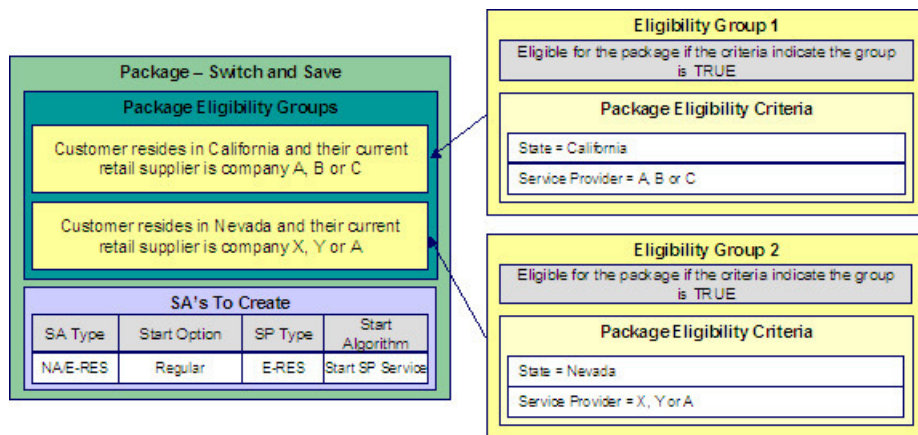 Package – Switch and Save
Package Eligibility Groups
Customer resides in California and their current
retail supplier is company A, B or C
Customer resides in Nevada and their current
retail supplier is company X, Y or A
SA's To Create
SA Type
Start Option
SP Type
Start
Algorithm
NA/E-RES
Regular
E-RES
Start SP Service
Eligibility Group 1
Eligible for the package if the criteria indicate the group
is TRUE
Package Eligibility Criteria
State = California
Service Provider = A, B or C
Eligibility Group 2
Eligible for the package if the criteria indicate the group
is TRUE
Package Eligibility Criteria
State = Nevada
Service Provider = X, Y or A